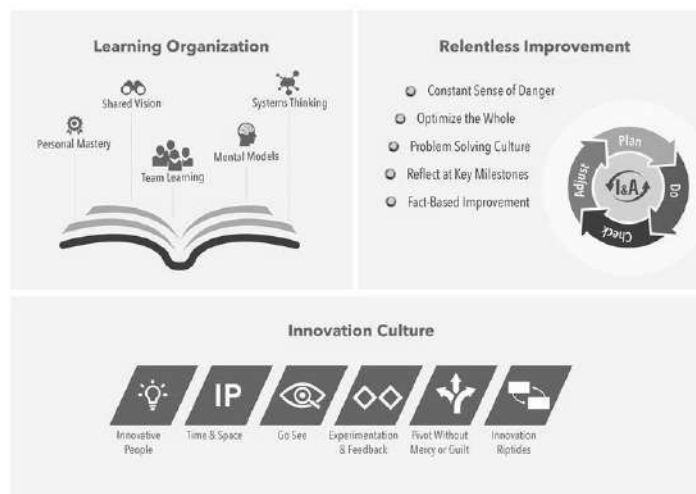 Learning Organization
Shared Vision
Systems Thinking
Personal Mastery
Team Learning
Mental Models
Relentless Improvement
Constant Sense of Danger
Optimize the Whole
Problem Solving Culture
Reflect at Key Milestones
Fact-Based Improvement
Plan
Do
Check
Adjust
I&A
Innovation Culture
IP
Innovative
People
Time & Space
Go See
Experimentation
& Feedback
Pivot Without
Mercy or Guilt
Innovation
Riptides